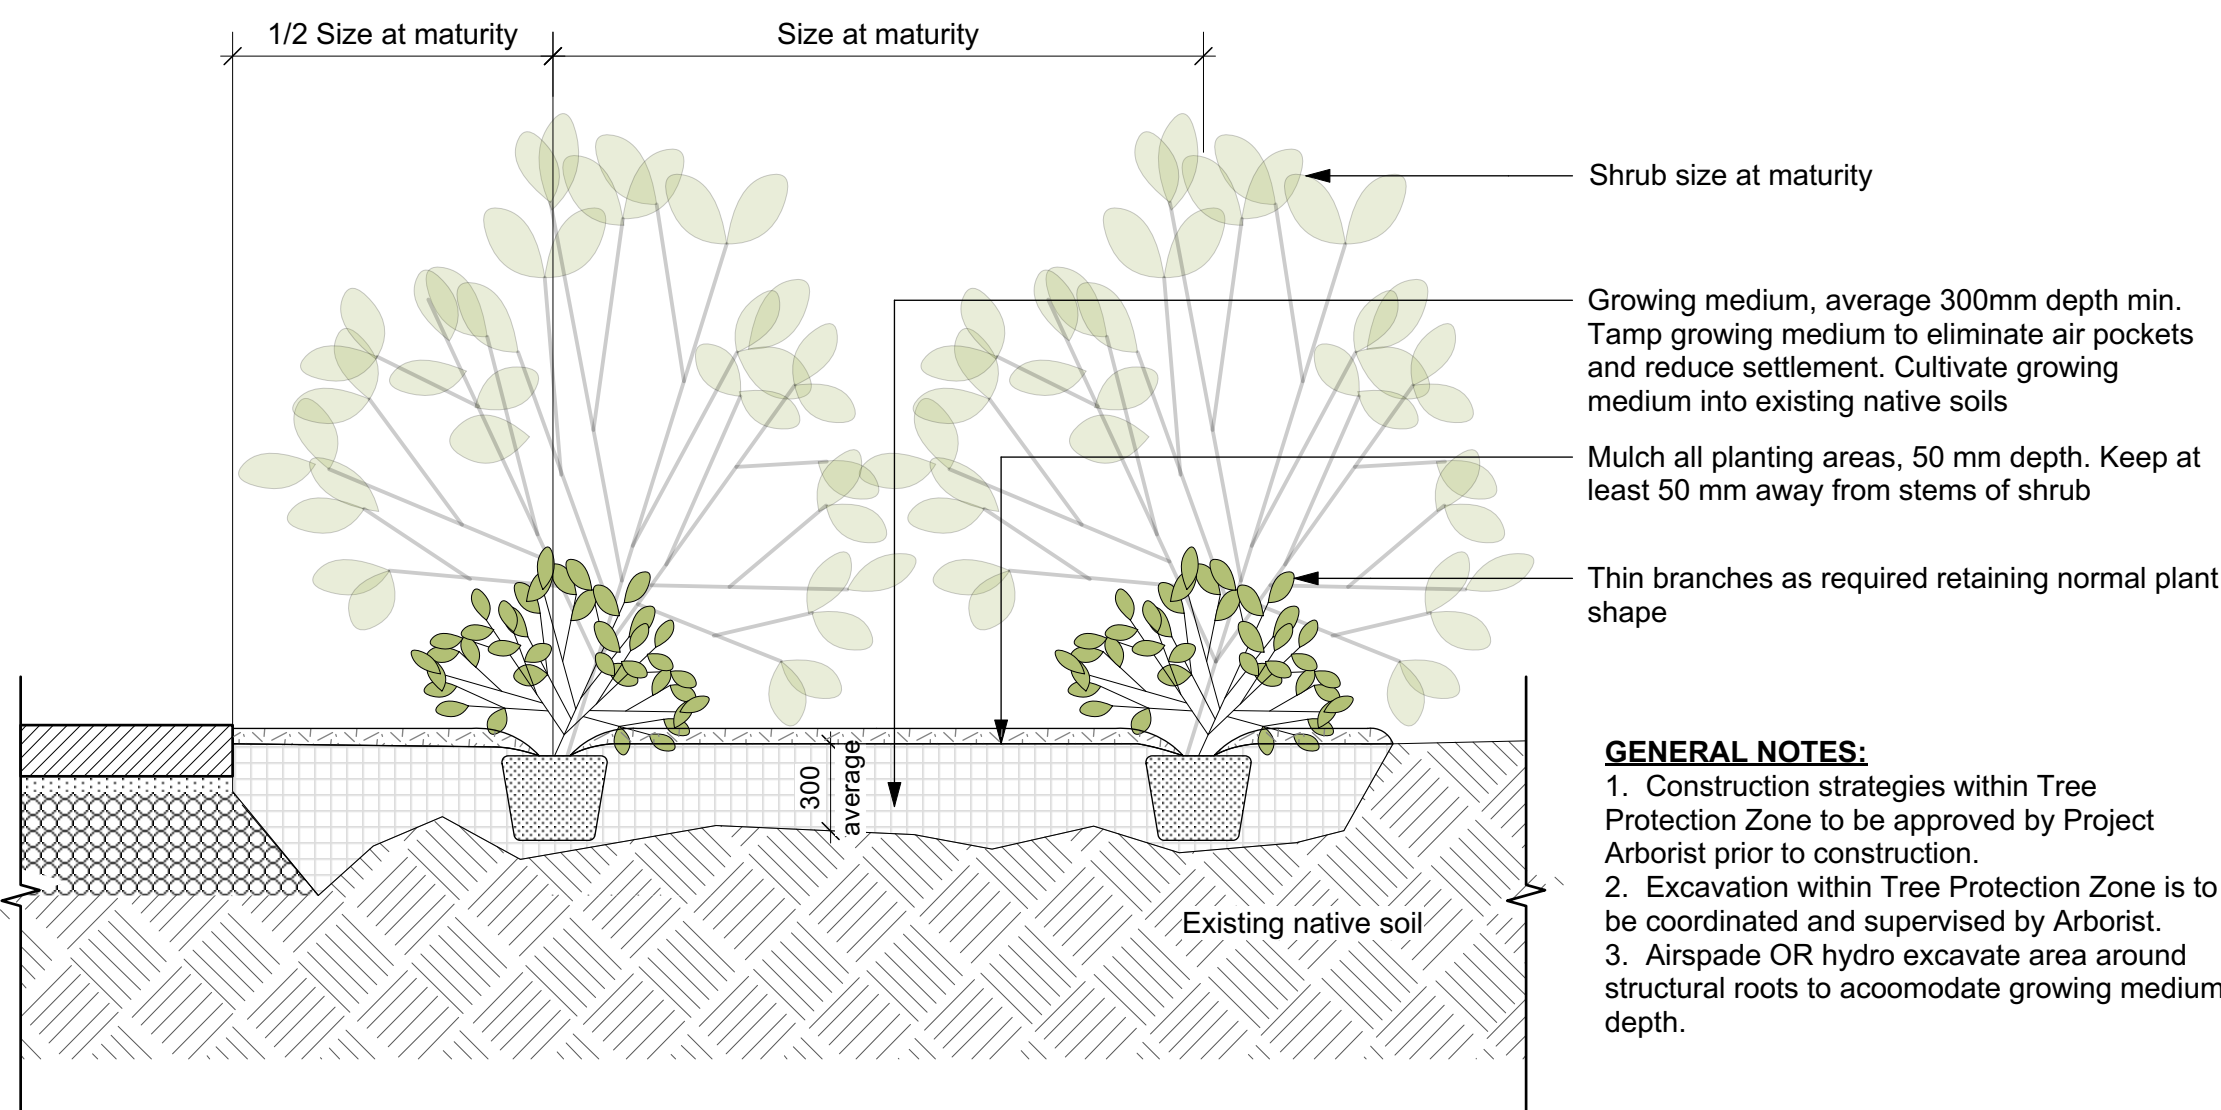 1/2 Size at maturity
Size at maturity
Shrub size at maturity
Growing medium, average 300mm depth min.
Tamp growing medium to eliminate air pockets
and reduce settlement. Cultivate growing
medium into existing native soils
Mulch all planting areas, 50 mm depth. Keep at
least 50 mm away from stems of shrub
Thin branches as required retaining normal plant
shape
300
average
Existing native soil
GENERAL NOTES:
1. Construction strategies within Tree
Protection Zone to be approved by Project
Arborist prior to construction.
2. Excavation within Tree Protection Zone is to
be coordinated and supervised by Arborist.
3. Airspade OR hydro excavate area around
structural roots to acoomodate growing medium
depth.